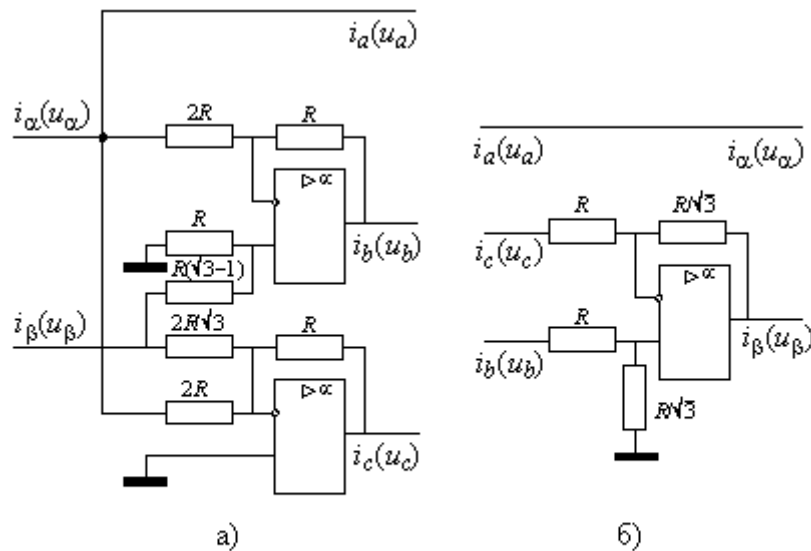 i_a(u_a)
i_α(u_α)
2R
R
▷∝
R
i_b(u_b)
R(√3-1)
i_β(u_β)
2R/√3
R
2R
▷∝
i_c(u_c)
а)
i_a(u_a)
i_α(u_α)
R
R/√3
i_c(u_c)
▷∝
R
i_β(u_β)
i_b(u_b)
R/√3
б)